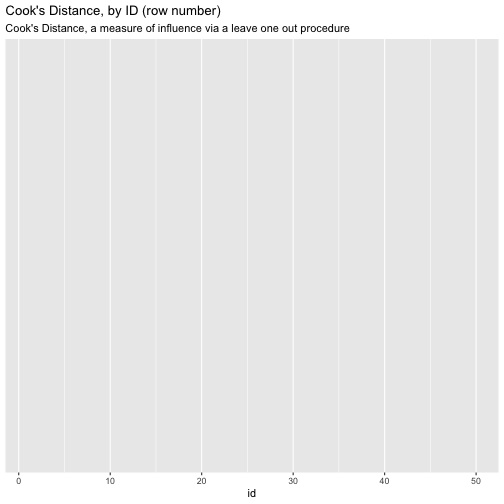 Cook's Distance, by ID (row number)
Cook's Distance, a measure of influence via a leave one out procedure
0 10 20 30 40 50
id